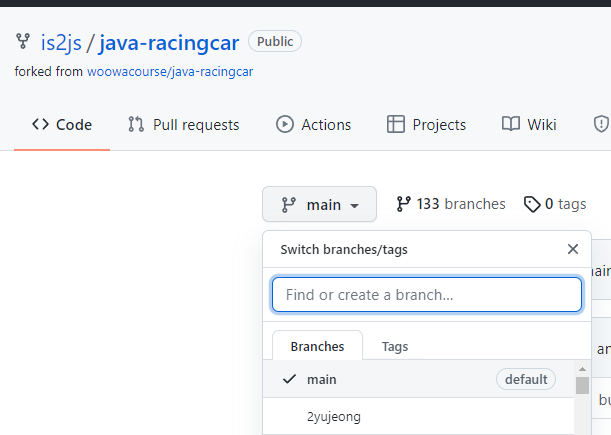 is2js / java-racingcar Public
forked from woowacourse/java-racingcar
Code Pull requests Actions Projects Wiki
main 133 branches 0 tags
Switch branches/tags
Find or create a branch...
Branches Tags
main default
2yujeong